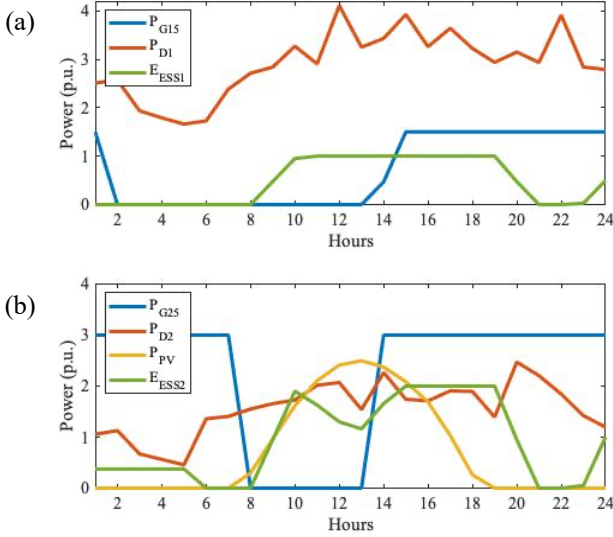 (a)
Power (p.u.)
4
3
2
1
0
P_G15
P_D1
E_ESS1
2 4 6 8 10 12 14 16 18 20 22 24
Hours
(b)
Power (p.u.)
4
3
2
1
0
P_G25
P_D2
P_PV
E_ESS2
2 4 6 8 10 12 14 16 18 20 22 24
Hours